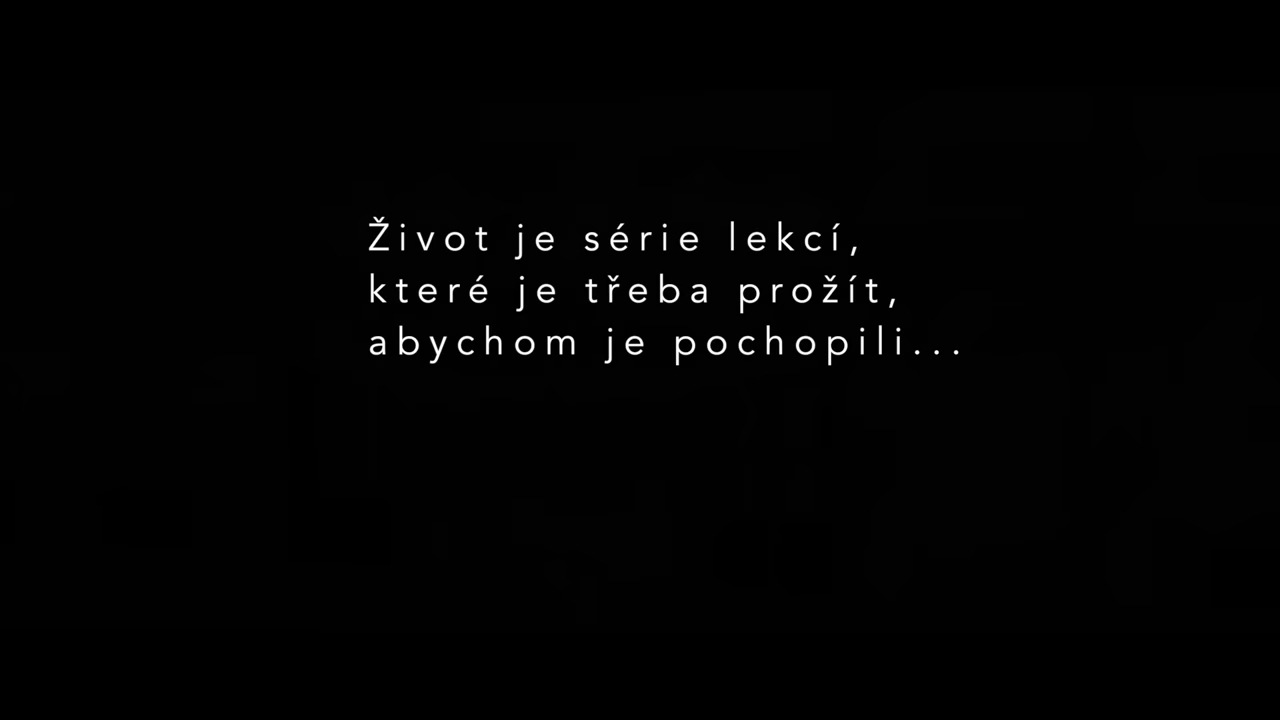 Život je série lekcí,
které je třeba prožít,
abychom je pochopili...